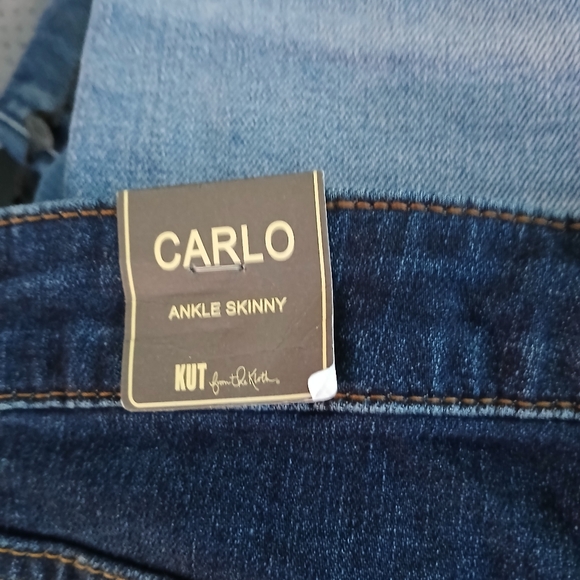 CARLO
ANKLE SKINNY
KUT from the Kloth